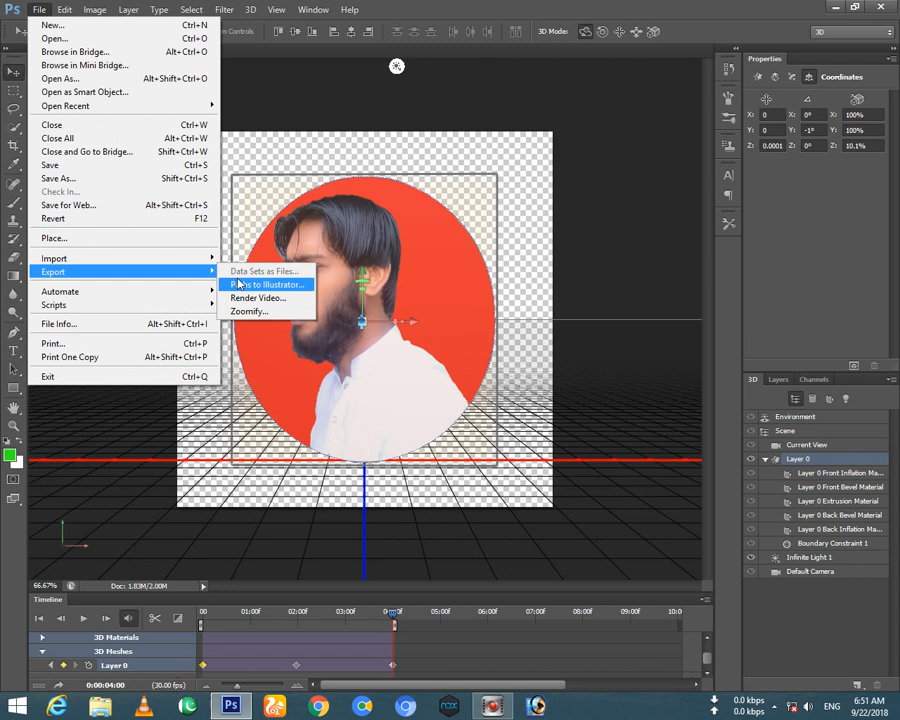 Ps File Edit Image Layer Type Select Filter 3D View Window Help
Controls 3D Mode: 3D
New... Ctrl+N
Open... Ctrl+O
Browse in Bridge... Alt+Ctrl+O
Browse in Mini Bridge...
Open As... Alt+Shift+Ctrl+O
Open as Smart Object...
Open Recent
Close Ctrl+W
Close All Alt+Ctrl+W
Close and Go to Bridge... Shift+Ctrl+W
Save Ctrl+S
Save As... Shift+Ctrl+S
Check In...
Save for Web... Alt+Shift+Ctrl+S
Revert F12
Place...
Import
Export
Automate
Scripts
File Info... Alt+Shift+Ctrl+I
Print... Ctrl+P
Print One Copy Alt+Shift+Ctrl+P
Exit Ctrl+Q
Data Sets as Files...
Paths to Illustrator...
Render Video...
Zoomify...
Properties
Coordinates
X: 0 X: 0° X: 100%
Y: 0 Y: -1° Y: 100%
Z: 0.0001 Z: 0° Z: 10.1%
3D Layers Channels
Environment
Scene
Current View
Layer 0
Layer 0 Front Inflation Ma...
Layer 0 Front Bevel Material
Layer 0 Extrusion Material
Layer 0 Back Bevel Material
Layer 0 Back Inflation Ma...
Boundary Constraint 1
Infinite Light 1
Default Camera
66.67% Doc: 1.83M/2.00M
Timeline
00 01:00F 02:00F 03:00F 04:00F 05:00F 06:00F 07:00F 08:00F 09:00F 10:0
3D Materials
3D Meshes
Layer 0
0:00:04:00 (30.00 fps)
Ps
nox
0.0 kbps
0.0 kbps
ENG
6:51 AM
9/22/2018